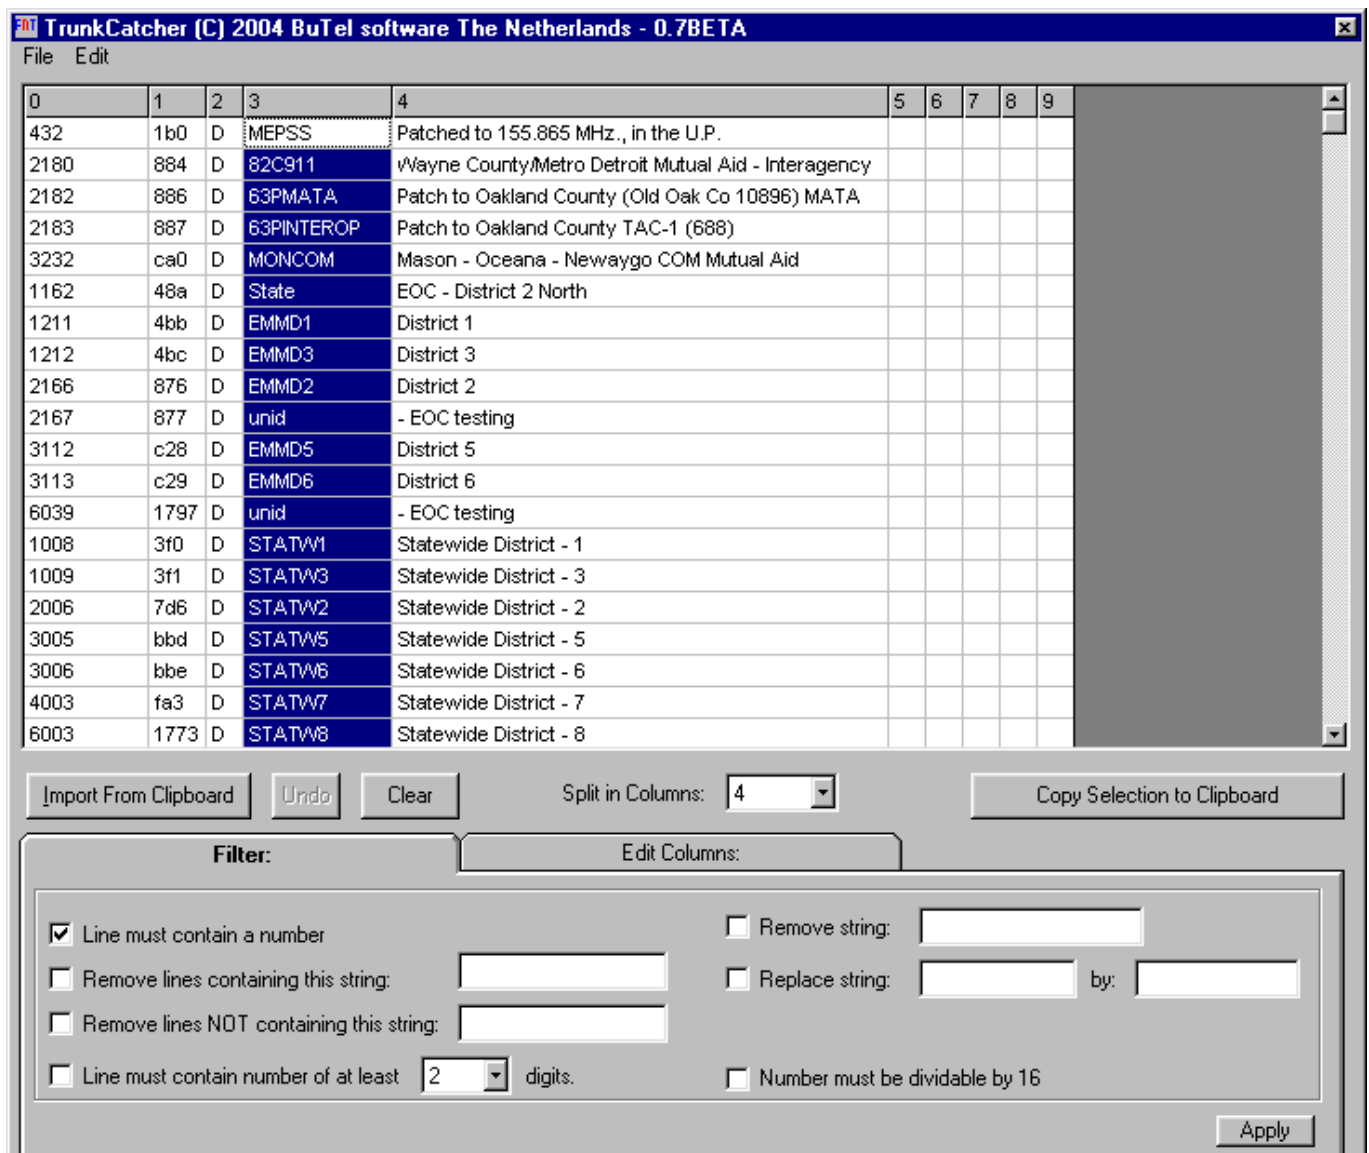 TrunkCatcher (C) 2004 BuTel software The Netherlands - 0.7BETA
File Edit
0 1 2 3 4 5 6 7 8 9
432 1b0 D MEPSS Patched to 155.865 MHz., in the U.P.
2180 884 D 82C911 Wayne County/Metro Detroit Mutual Aid - Interagency
2182 886 D 63PMATA Patch to Oakland County (Old Oak Co 10896) MATA
2183 887 D 63PINTEROP Patch to Oakland County TAC-1 (688)
3232 ca0 D MONCOM Mason - Oceana - Newaygo COM Mutual Aid
1162 48a D State EOC - District 2 North
1211 4bb D EMMD1 District 1
1212 4bc D EMMD3 District 3
2166 876 D EMMD2 District 2
2167 877 D unid - EOC testing
3112 c28 D EMMD5 District 5
3113 c29 D EMMD6 District 6
6039 1797 D unid - EOC testing
1008 3f0 D STATW1 Statewide District - 1
1009 3f1 D STATW3 Statewide District - 3
2006 7d6 D STATW2 Statewide District - 2
3005 bbd D STATW5 Statewide District - 5
3006 bbe D STATW6 Statewide District - 6
4003 fa3 D STATW7 Statewide District - 7
6003 1773 D STATW8 Statewide District - 8
Import From Clipboard Undo Clear Split in Columns: 4 Copy Selection to Clipboard
Filter: Edit Columns:
Line must contain a number Remove string:
Remove lines containing this string: Replace string: by:
Remove lines NOT containing this string:
Line must contain number of at least 2 digits. Number must be dividable by 16
Apply